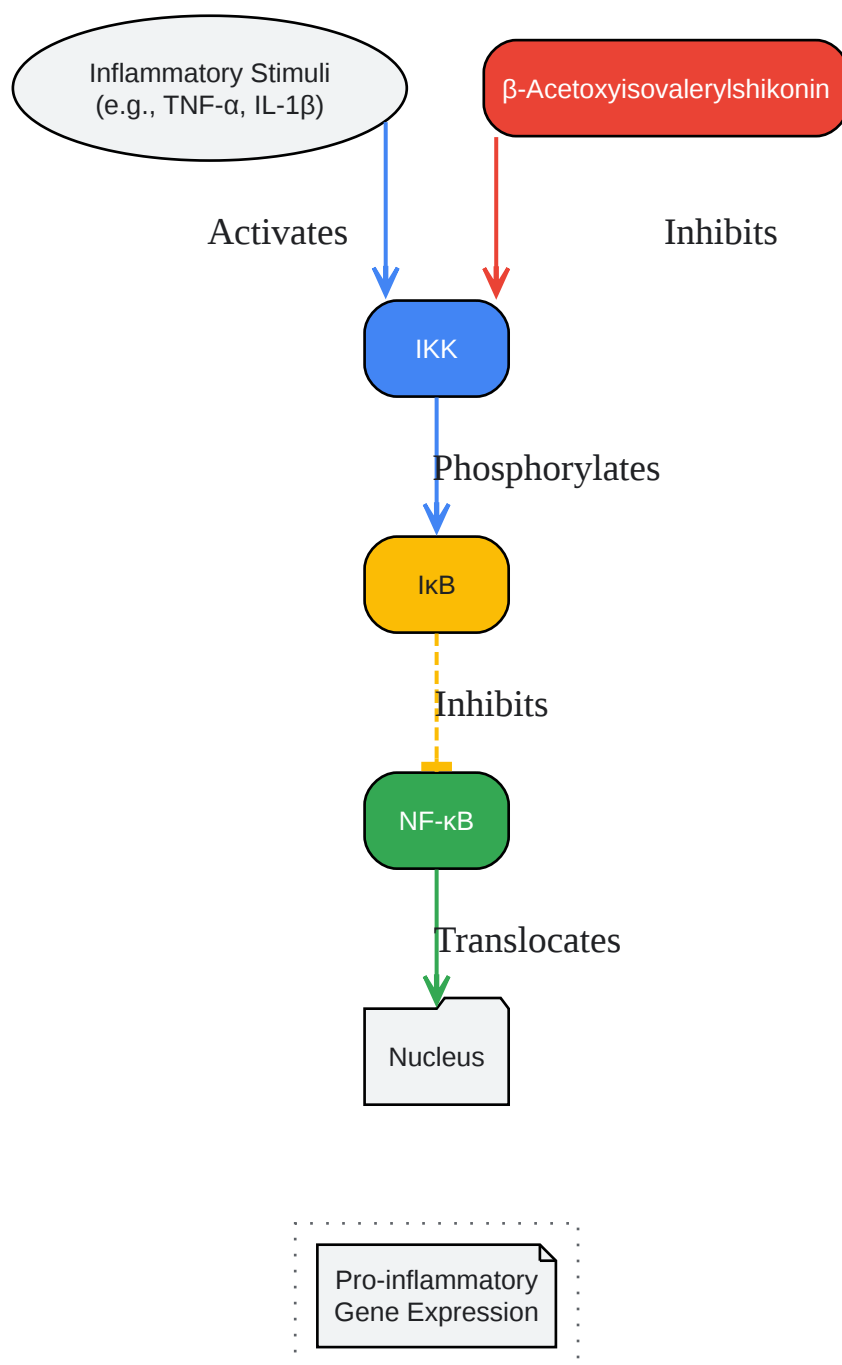 Inflammatory Stimuli
(e.g., TNF-α, IL-1β)
β-Acetoxyisovalerylshikonin
Activates
Inhibits
IKK
Phosphorylates
IκB
Inhibits
NF-κB
Translocates
Nucleus
Pro-inflammatory
Gene Expression